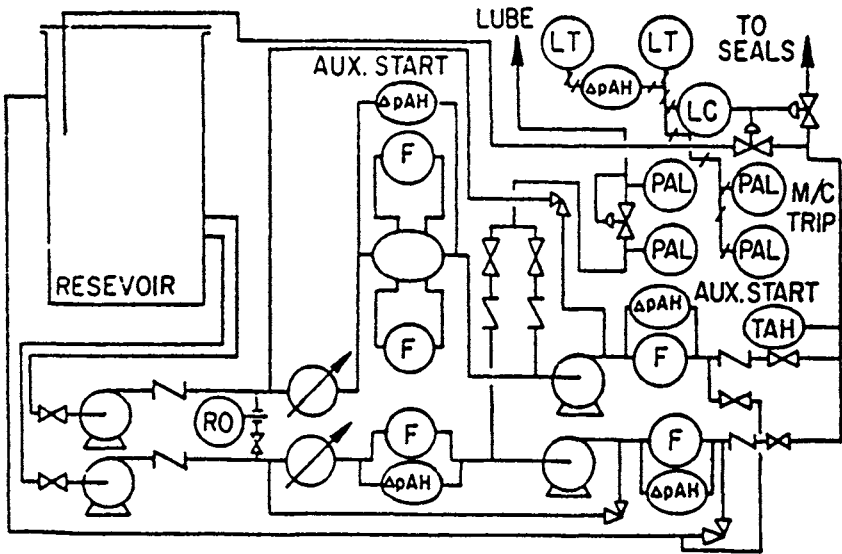 LUBE
LT
LT
TO
SEALS
AUX. START
ΔpAH
ΔpAH
LC
F
PAL
PAL
M/C
TRIP
PAL
PAL
RESEVOIR
F
AUX. START
ΔpAH
TAH
F
RO
F
ΔpAH
F
ΔpAH